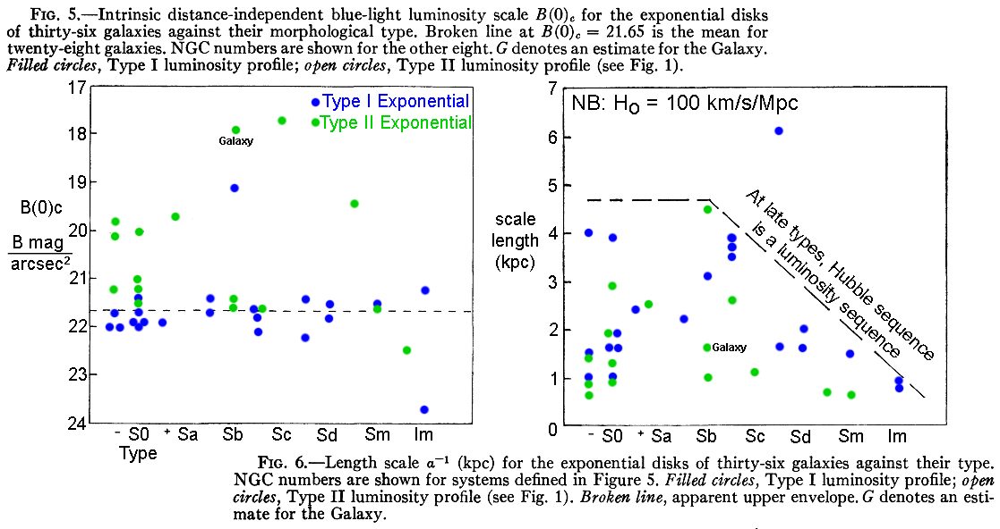 FIG. 5.—Intrinsic distance-independent blue-light luminosity scale B(0)c for the exponential disks
of thirty-six galaxies against their morphological type. Broken line at B(0)c = 21.65 is the mean for
twenty-eight galaxies. NGC numbers are shown for the other eight. G denotes an estimate for the Galaxy.
Filled circles, Type I luminosity profile; open circles, Type II luminosity profile (see Fig. 1).
17
Type I Exponential
Type II Exponential
18
Galaxy
19
B(0)c
20
B mag
arcsec²
21
22
23
24
- S0 + Sa Sb Sc Sd Sm Im
Type
7
NB: Ho = 100 km/s/Mpc
6
5
scale
length
(kpc)
4
At late types, Hubble sequence
is a luminosity sequence
3
2
Galaxy
1
0
- S0 + Sa Sb Sc Sd Sm Im
FIG. 6.—Length scale α⁻¹ (kpc) for the exponential disks of thirty-six galaxies against their type.
NGC numbers are shown for systems defined in Figure 5. Filled circles, Type I luminosity profile; open
circles, Type II luminosity profile (see Fig. 1). Broken line, apparent upper envelope. G denotes an esti-
mate for the Galaxy.